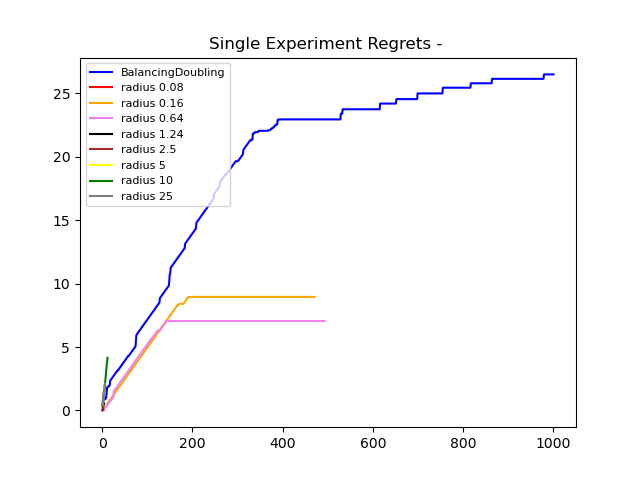 Single Experiment Regrets -
BalancingDoubling
radius 0.08
radius 0.16
radius 0.64
radius 1.24
radius 2.5
radius 5
radius 10
radius 25
25
20
15
10
5
0
0 200 400 600 800 1000